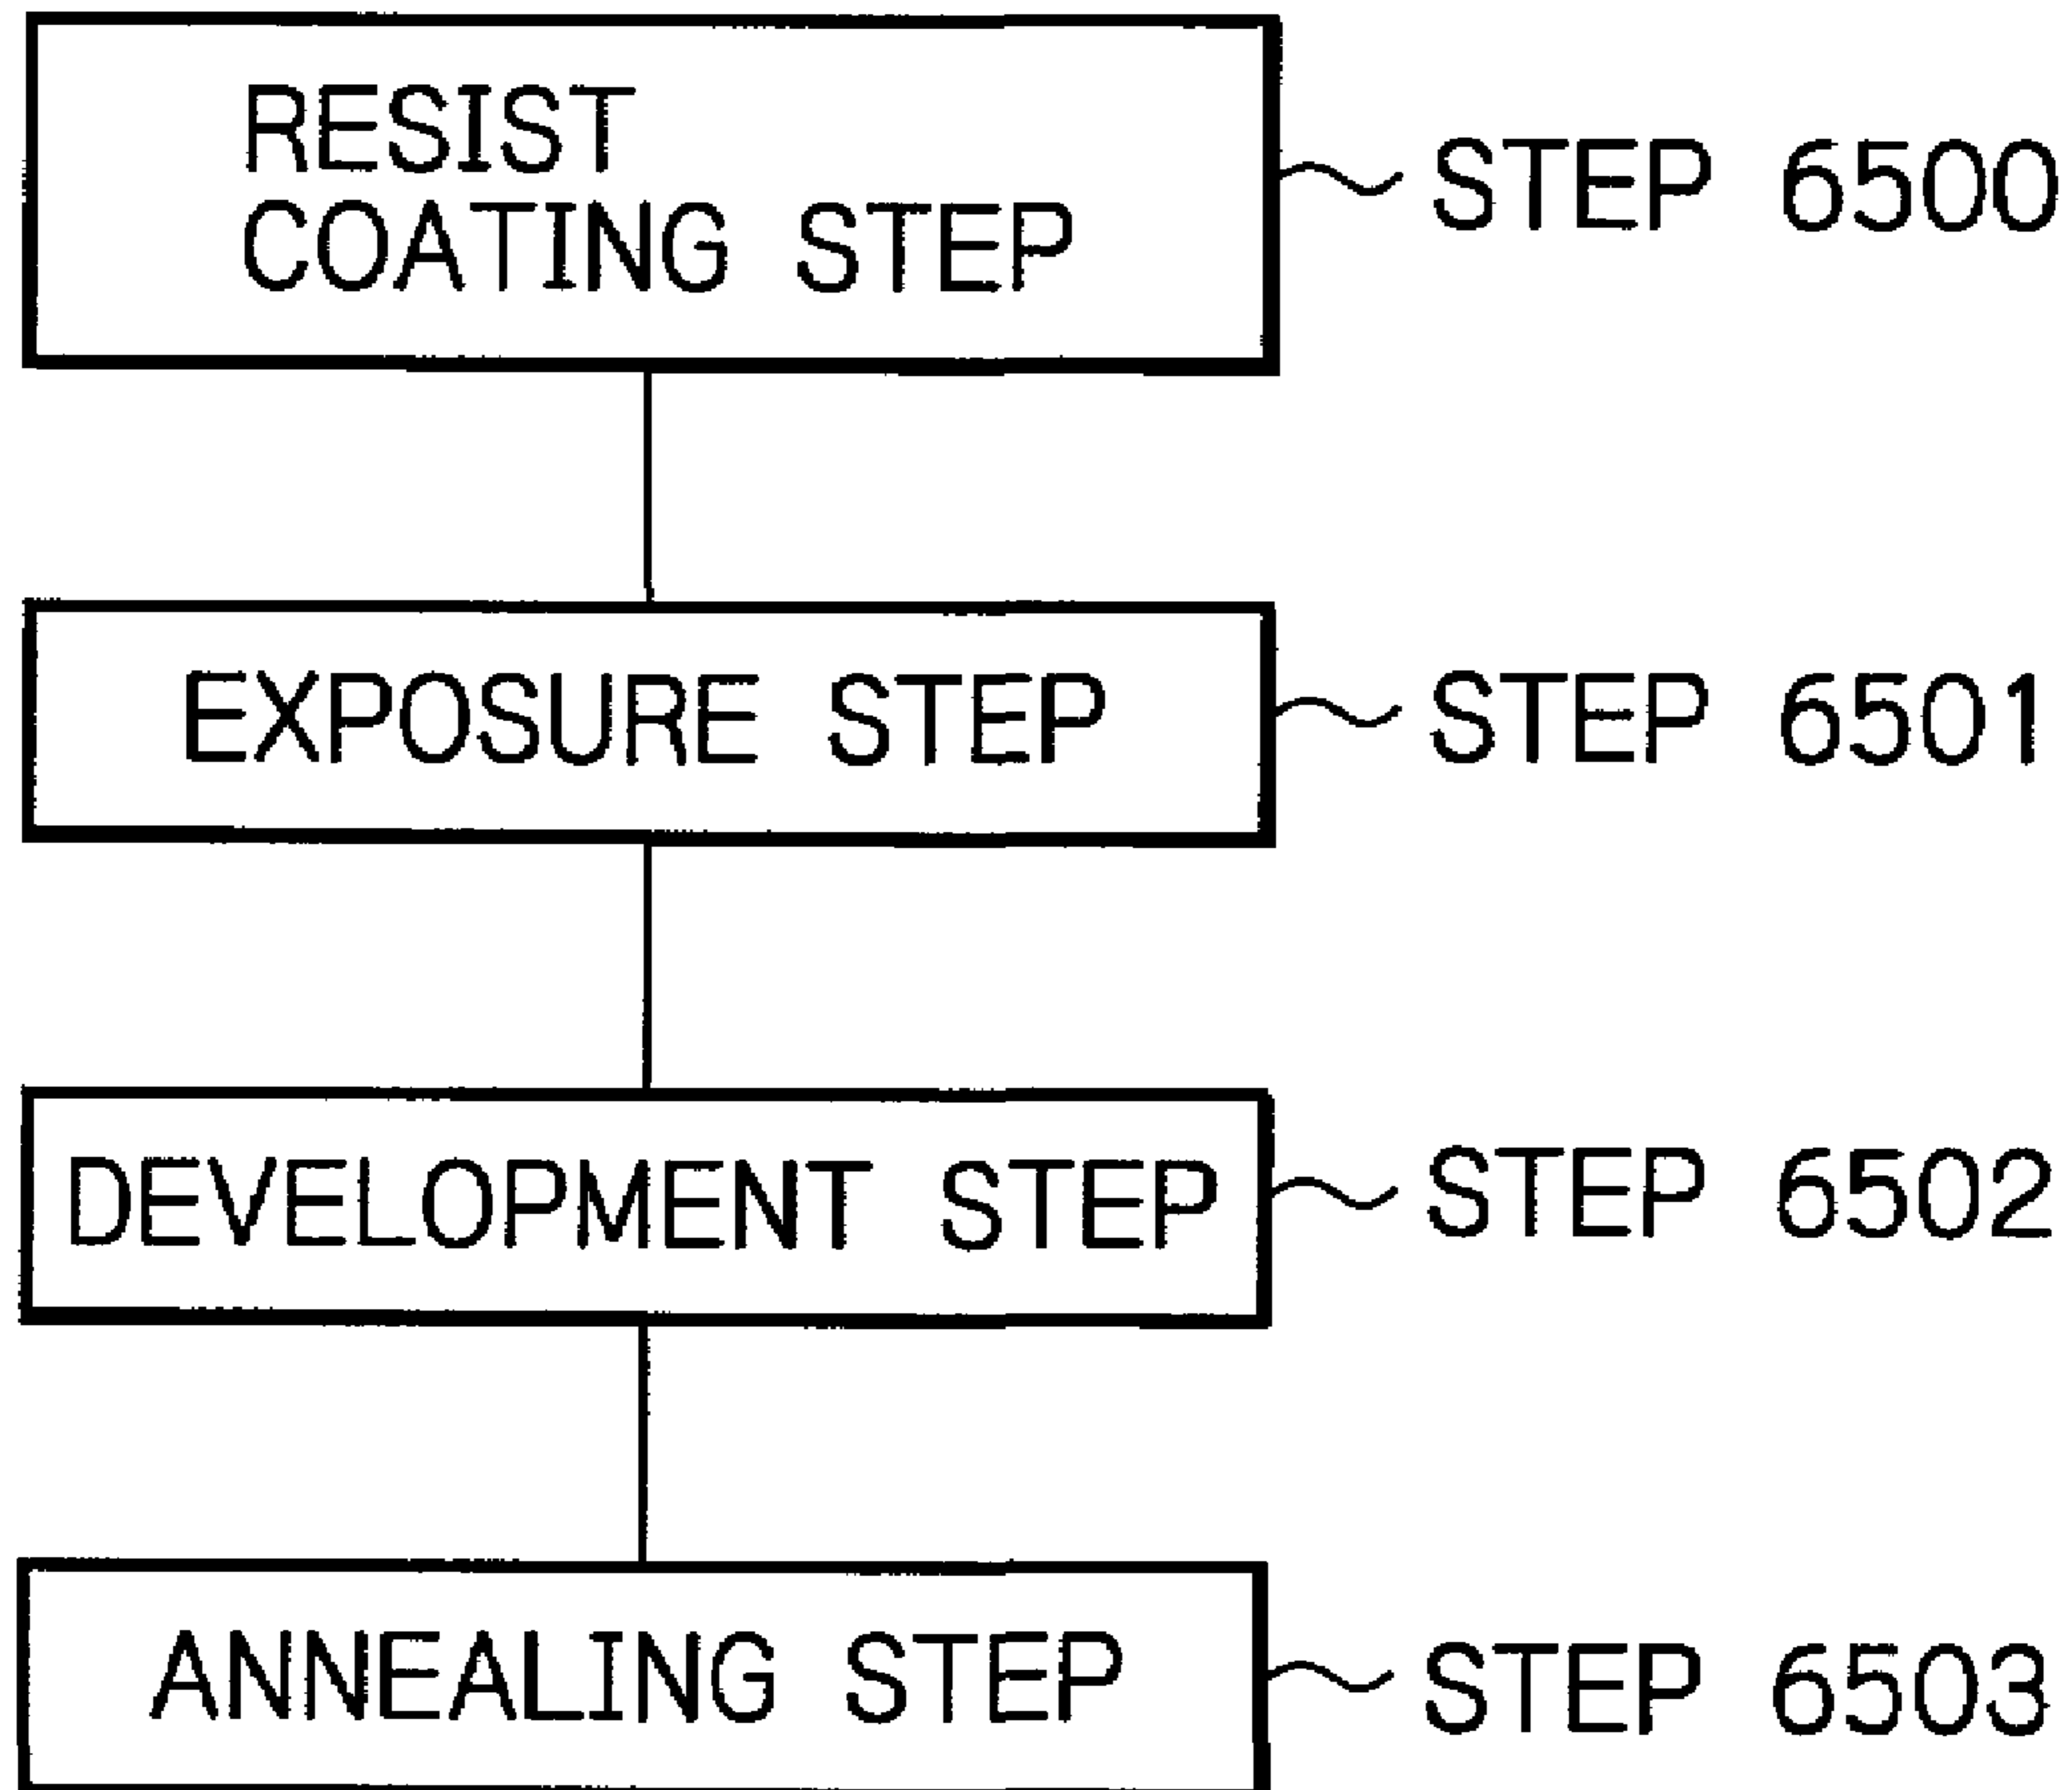 RESIST
COATING STEP
STEP 6500
EXPOSURE STEP
STEP 6501
DEVELOPMENT STEP
STEP 6502
ANNEALING STEP
STEP 6503